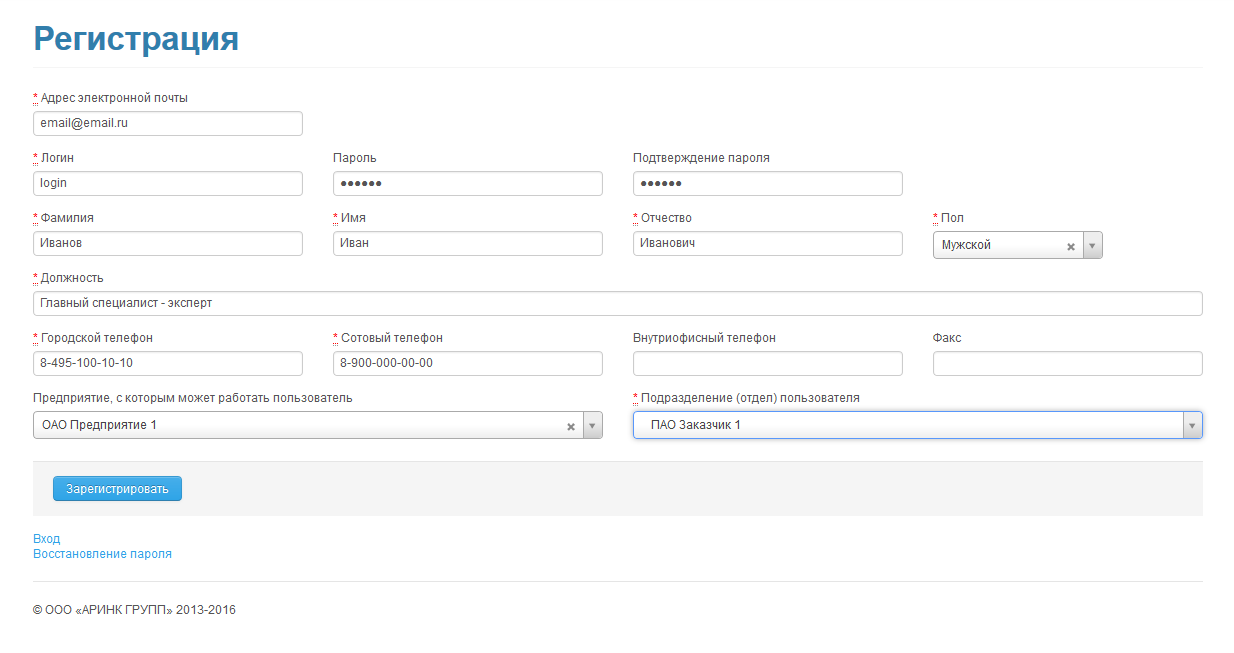 Регистрация
* Адрес электронной почты
email@email.ru
* Логин Пароль Подтверждение пароля
login ●●●●●● ●●●●●●
* Фамилия * Имя * Отчество * Пол
Иванов Иван Иванович Мужской
* Должность
Главный специалист - эксперт
* Городской телефон * Сотовый телефон Внутриофисный телефон Факс
8-495-100-10-10 8-900-000-00-00
Предприятие, с которым может работать пользователь * Подразделение (отдел) пользователя
ОАО Предприятие 1 ПАО Заказчик 1
Зарегистрировать
Вход
Восстановление пароля
© ООО «АРИНК ГРУПП» 2013-2016